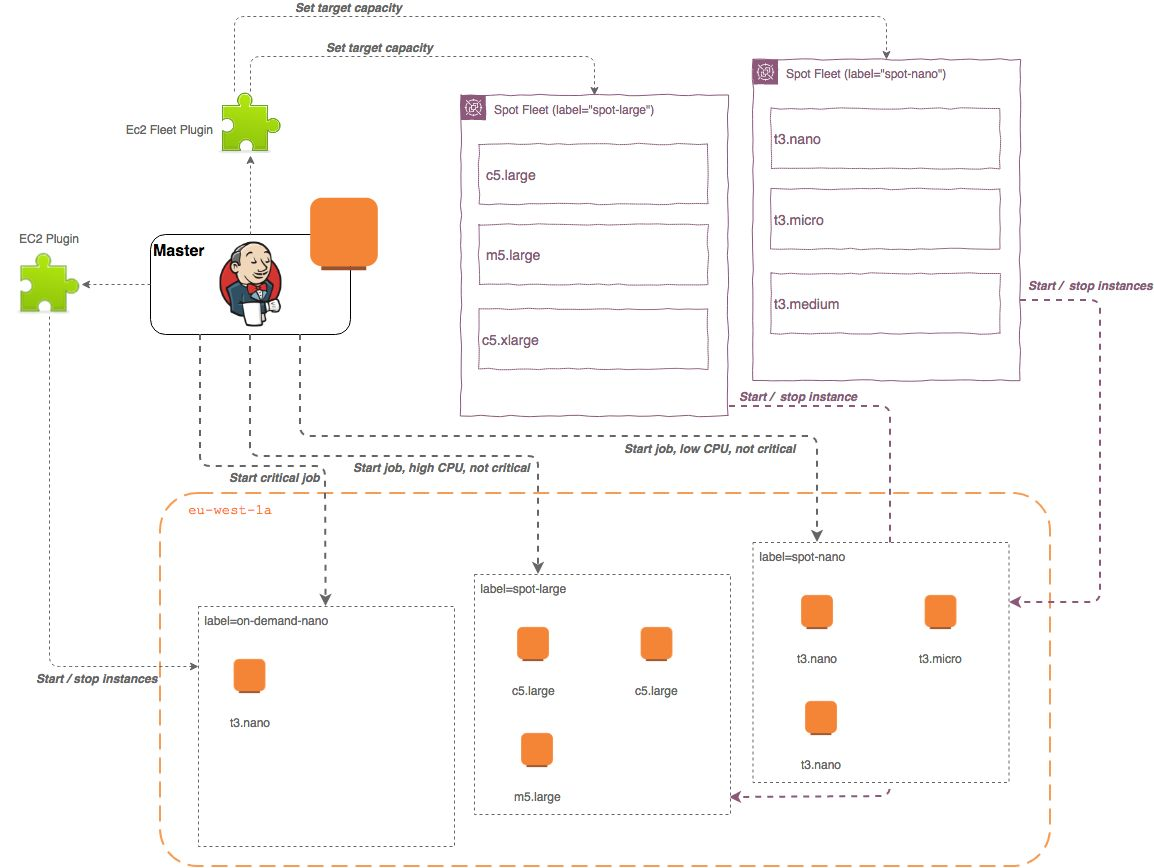 Set target capacity
Set target capacity
Spot Fleet (label="spot-nano")
Spot Fleet (label="spot-large")
Ec2 Fleet Plugin
t3.nano
c5.large
t3.micro
EC2 Plugin
Master
m5.large
Start / stop instances
t3.medium
c5.xlarge
Start / stop instance
Start job, low CPU, not critical
Start job, high CPU, not critical
Start critical job
eu-west-1a
label=spot-nano
label=spot-large
label=on-demand-nano
t3.nano
t3.micro
Start / stop instances
c5.large
c5.large
t3.nano
t3.nano
m5.large